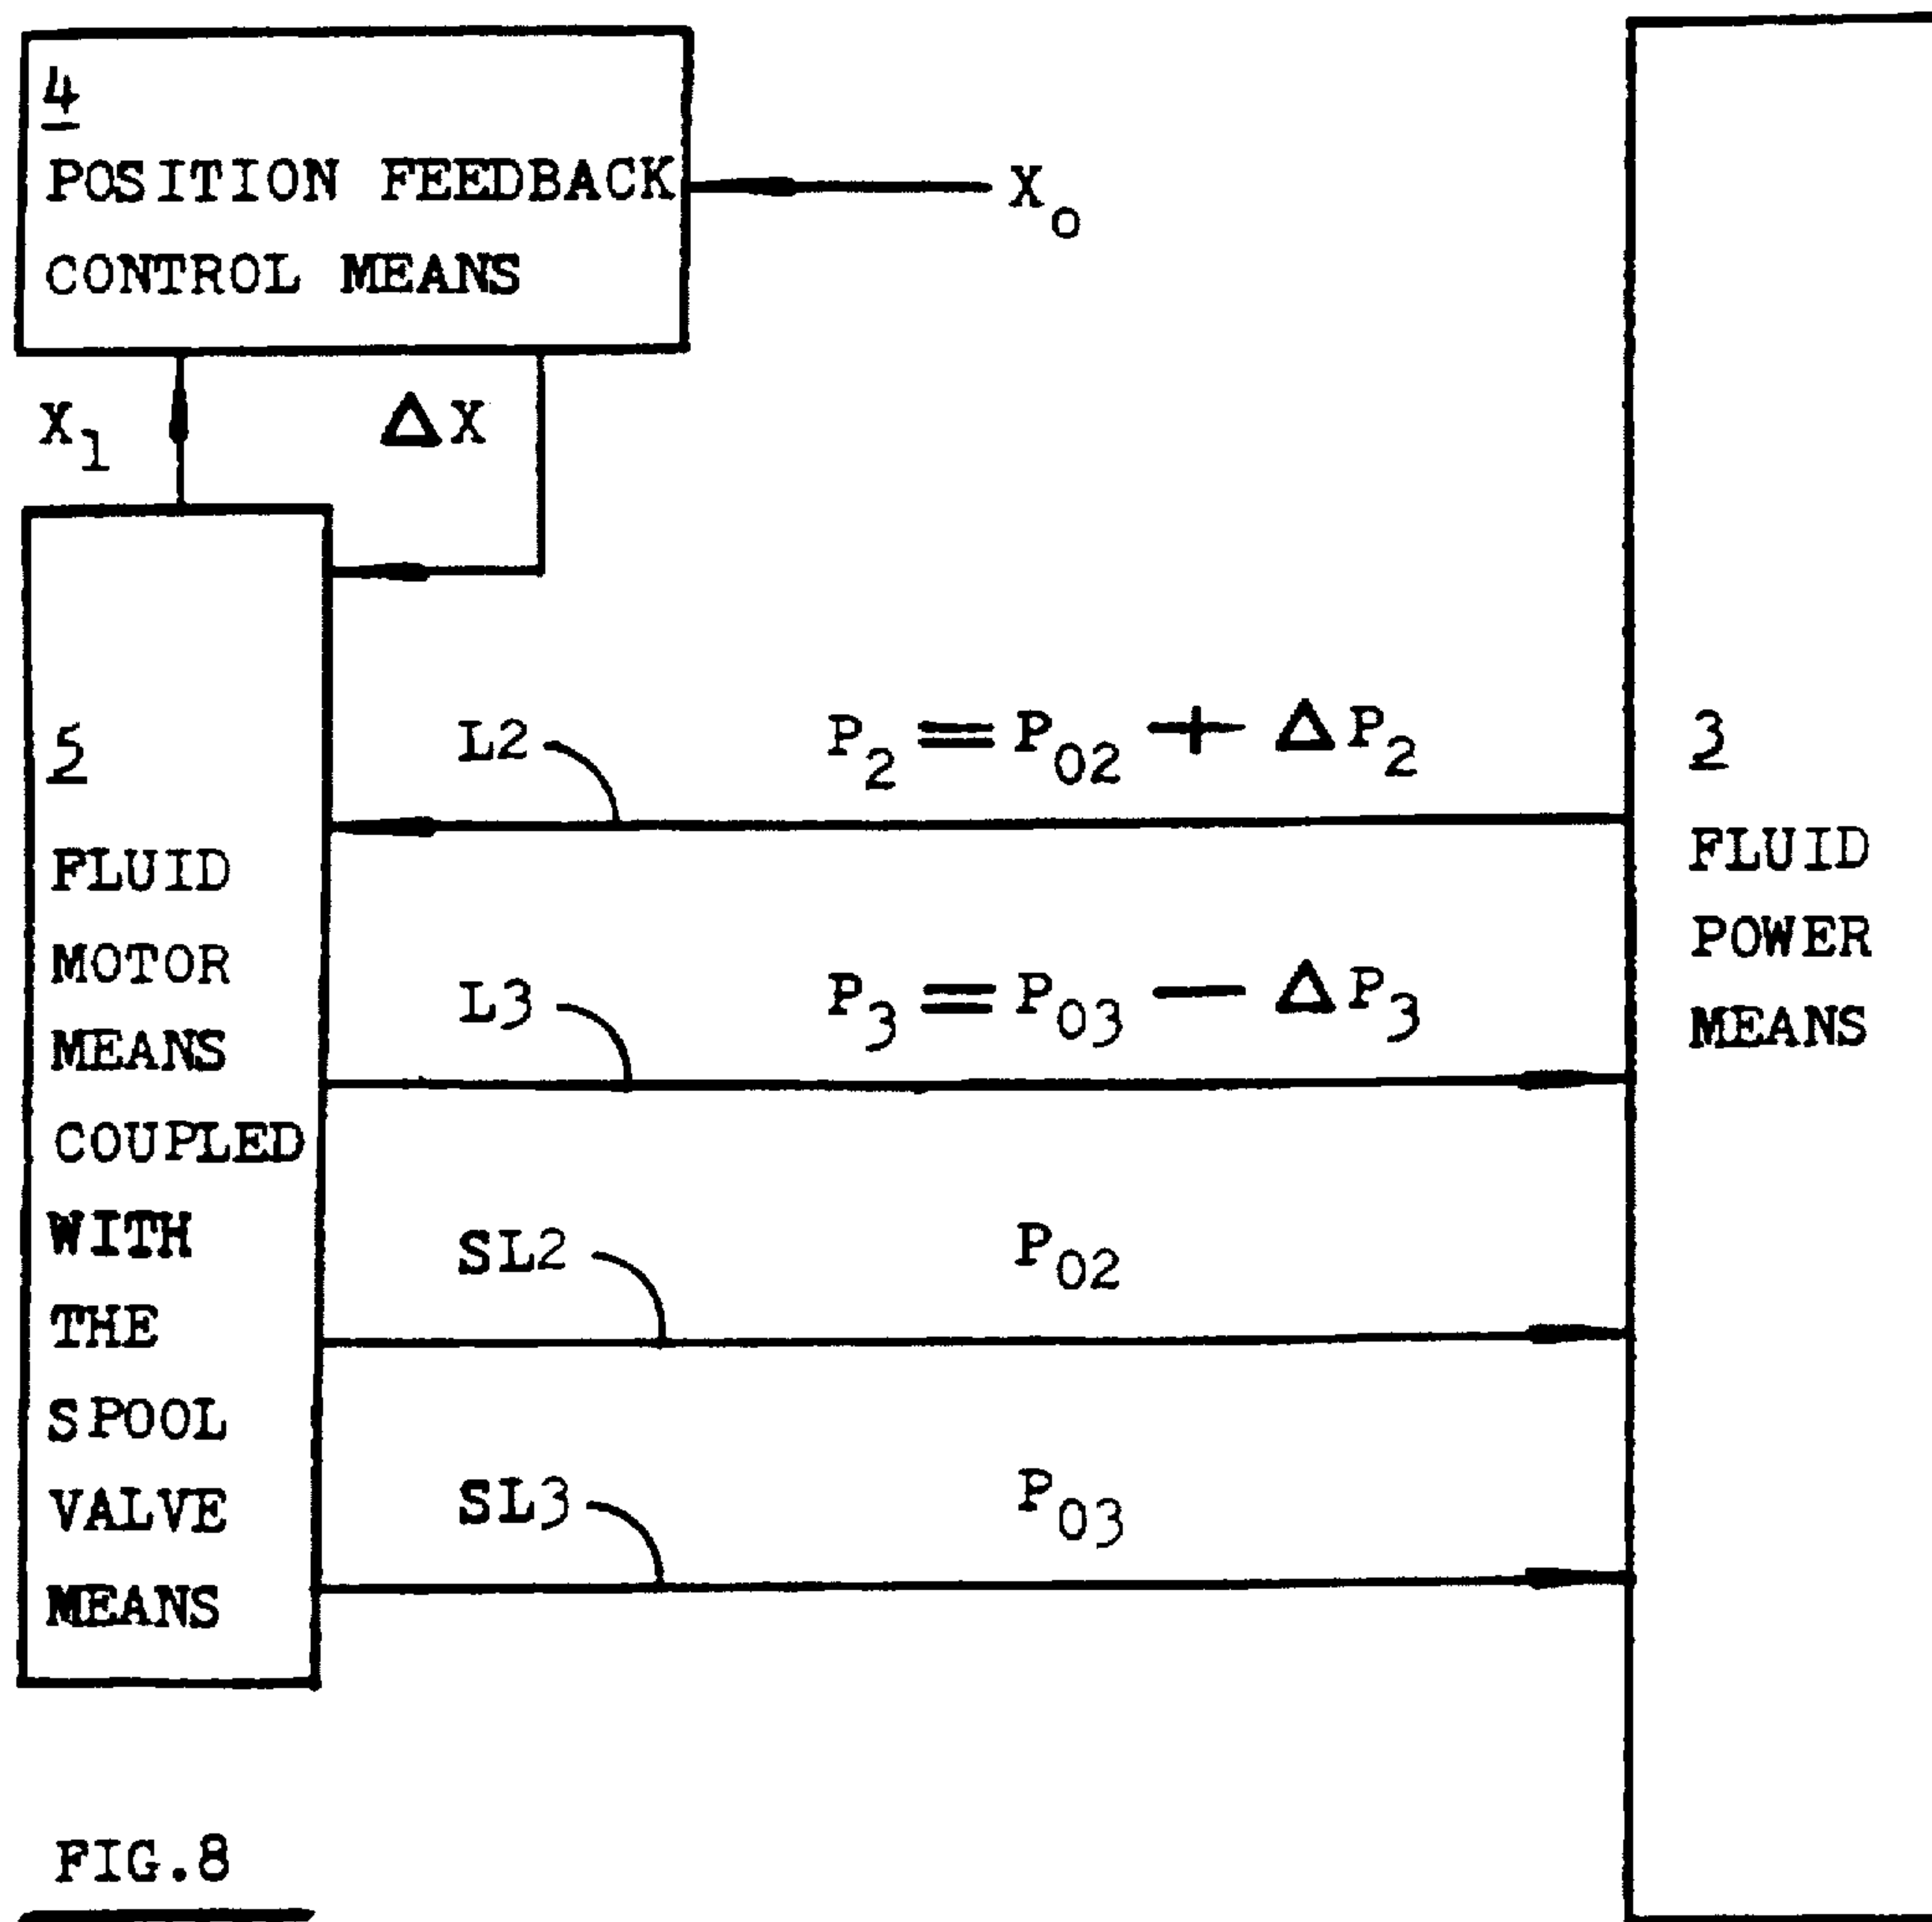 4
POSITION FEEDBACK
CONTROL MEANS
X₀
X₁
ΔX
5
FLUID
MOTOR
MEANS
COUPLED
WITH
THE
SPOOL
VALVE
MEANS
L2
P₂ = P₀₂ + ΔP₂
L3
P₃ = P₀₃ − ΔP₃
SL2
P₀₂
SL3
P₀₃
FLUID
POWER
MEANS
FIG.8